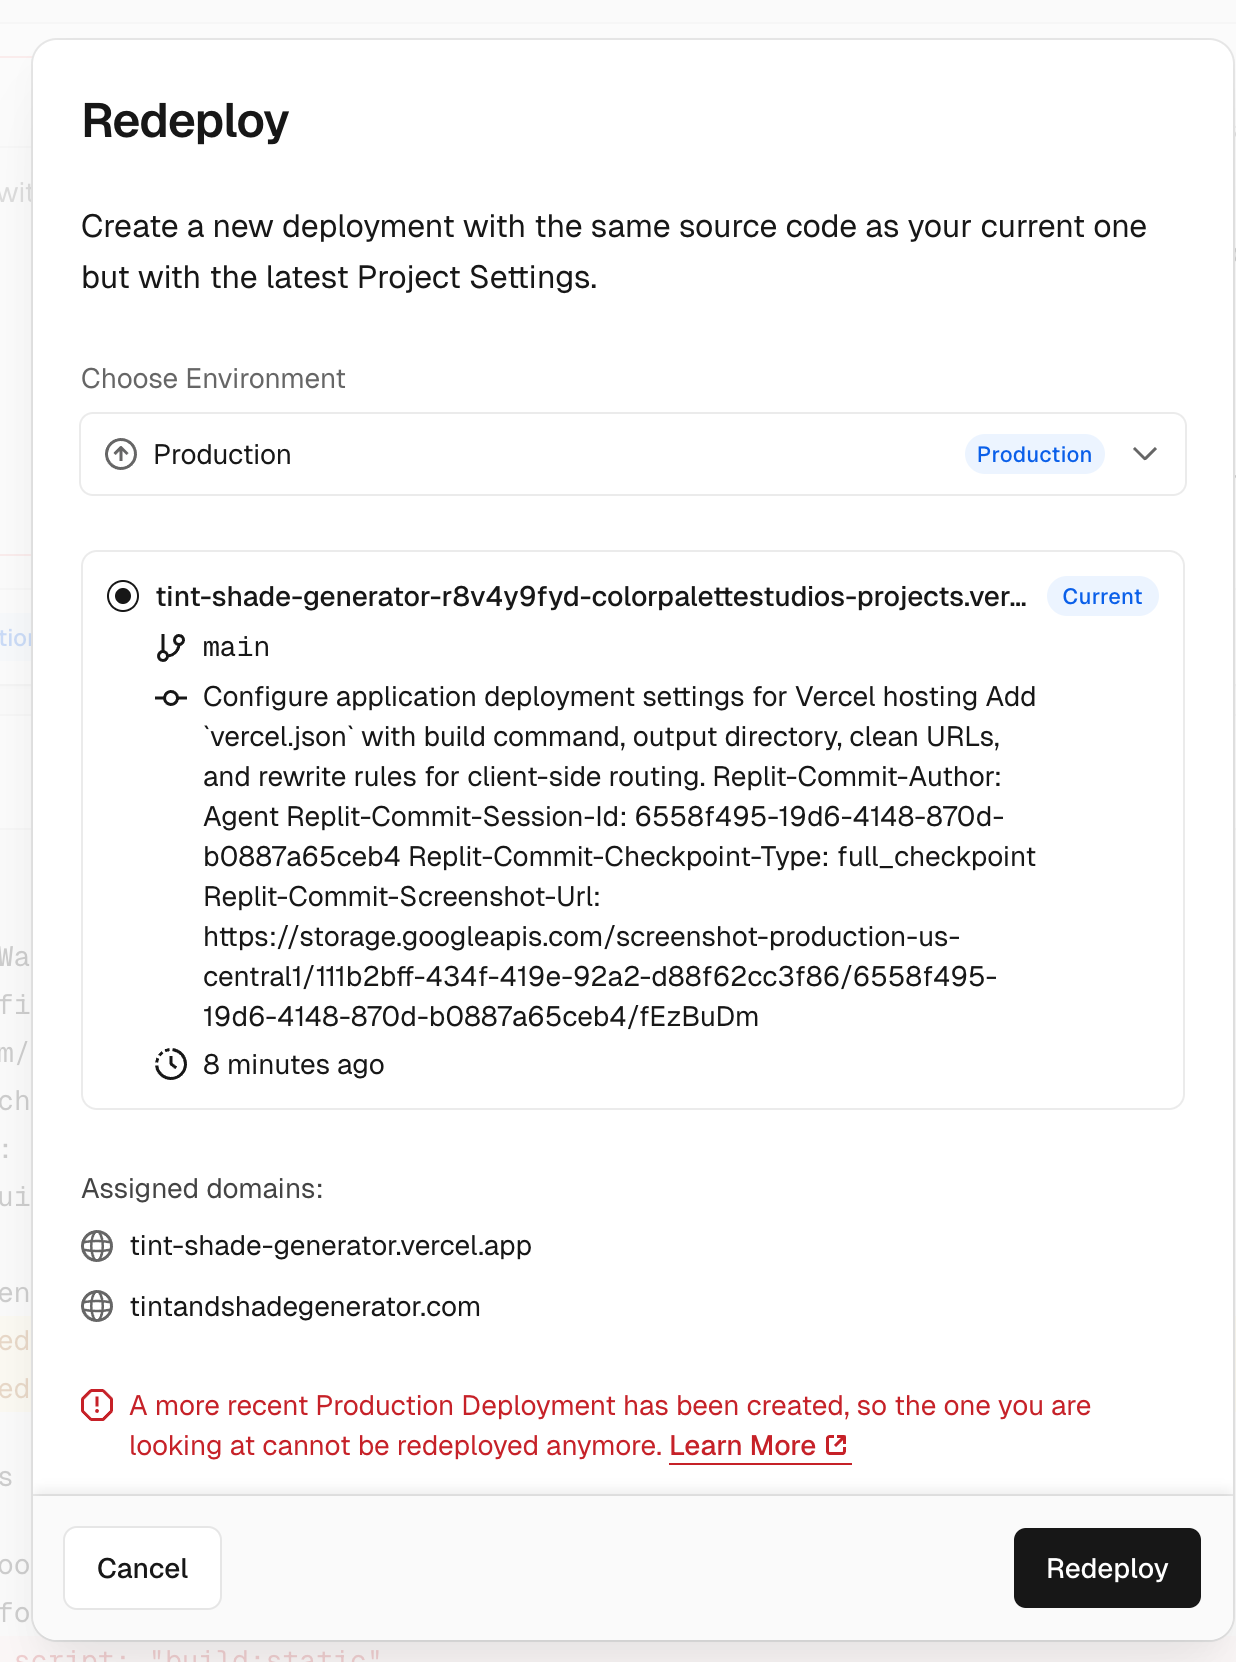 Redeploy
Create a new deployment with the same source code as your current one
but with the latest Project Settings.
Choose Environment
Production
Production
tint-shade-generator-r8v4y9fyd-colorpalettestudios-projects.ver...
Current
main
Configure application deployment settings for Vercel hosting Add
`vercel.json` with build command, output directory, clean URLs,
and rewrite rules for client-side routing. Replit-Commit-Author:
Agent Replit-Commit-Session-Id: 6558f495-19d6-4148-870d-
b0887a65ceb4 Replit-Commit-Checkpoint-Type: full_checkpoint
Replit-Commit-Screenshot-Url:
https://storage.googleapis.com/screenshot-production-us-
central1/111b2bff-434f-419e-92a2-d88f62cc3f86/6558f495-
19d6-4148-870d-b0887a65ceb4/fEzBuDm
8 minutes ago
Assigned domains:
tint-shade-generator.vercel.app
tintandshadegenerator.com
A more recent Production Deployment has been created, so the one you are
looking at cannot be redeployed anymore. Learn More
Cancel
Redeploy
script: "build:static"